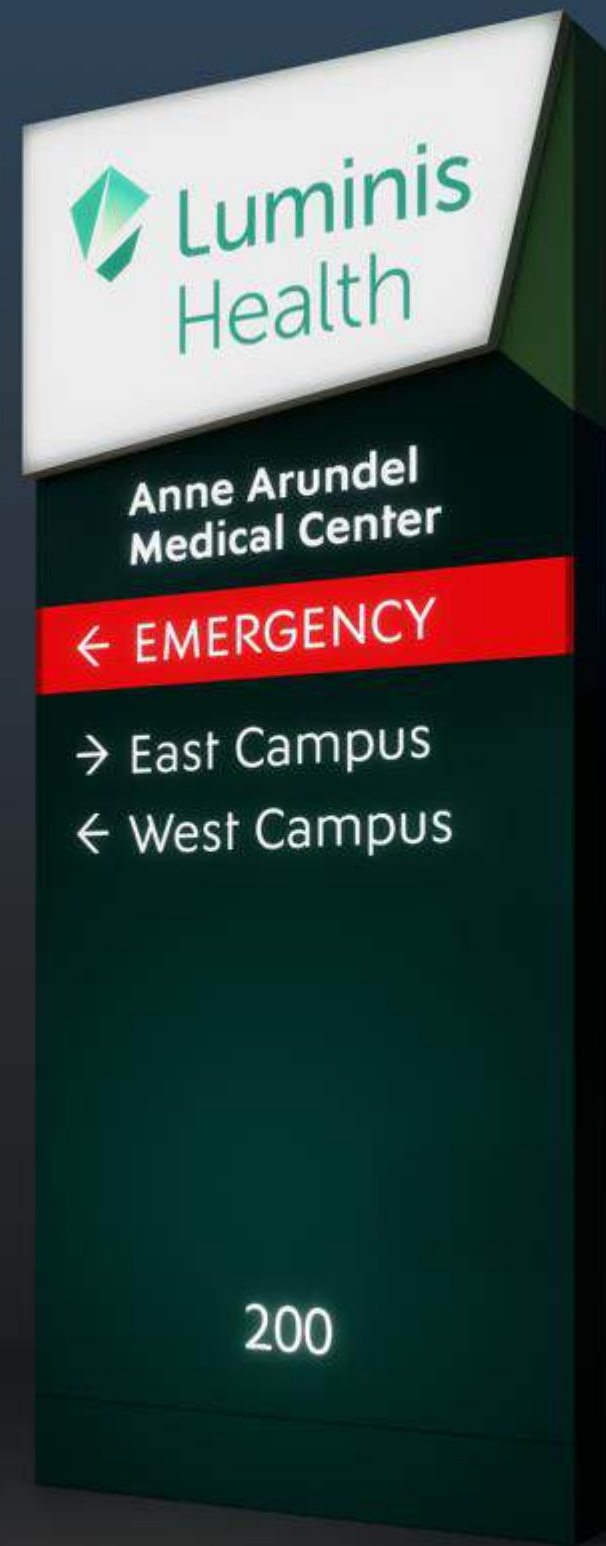 Luminis
Health
Anne Arundel
Medical Center
← EMERGENCY
→ East Campus
← West Campus
200